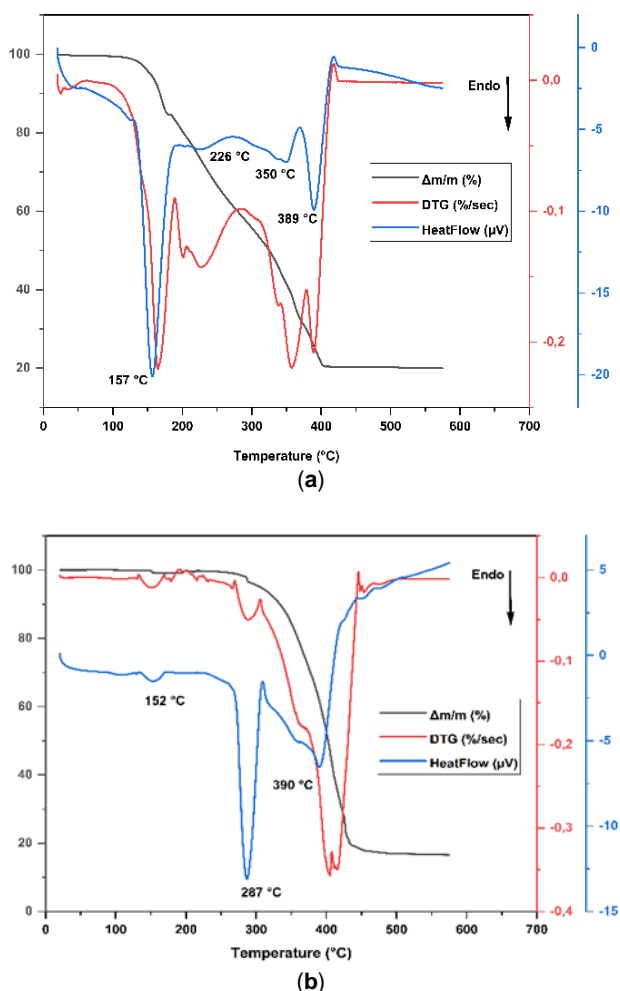 100
80
60
40
20
0,0
-0,1
-0,2
0
-5
-10
-15
-20
Endo
226 °C
350 °C
389 °C
157 °C
Δm/m (%)
DTG (%/sec)
HeatFlow (µV)
0 100 200 300 400 500 600 700
Temperature (°C)
(a)
100
80
60
40
20
0
0,0
-0,1
-0,2
-0,3
-0,4
5
0
-5
-10
-15
Endo
152 °C
390 °C
287 °C
Δm/m (%)
DTG (%/sec)
HeatFlow (µV)
0 100 200 300 400 500 600 700
Temperature (°C)
(b)